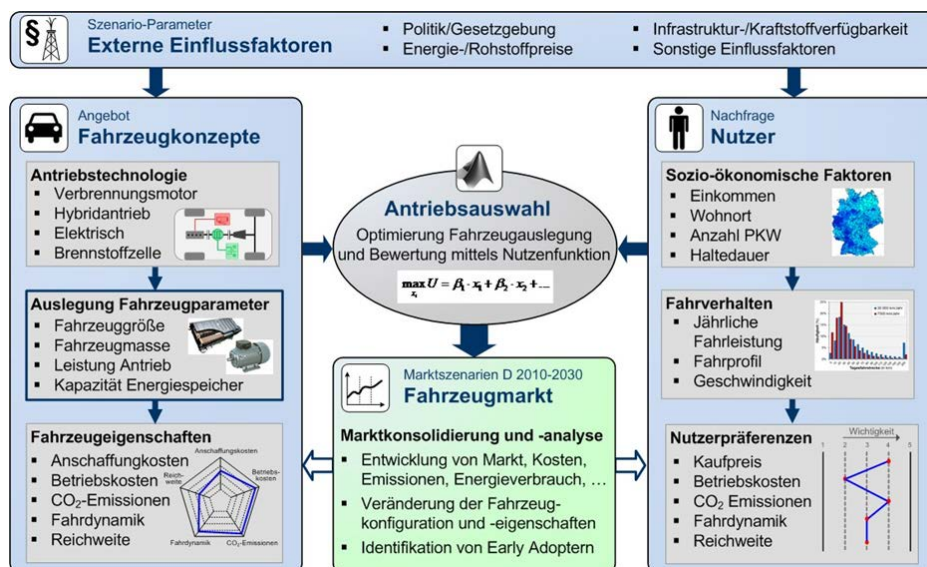 §
Szenario-Parameter
Externe Einflussfaktoren
▪ Politik/Gesetzgebung
▪ Energie-/Rohstoffpreise
▪ Infrastruktur-/Kraftstoffverfügbarkeit
▪ Sonstige Einflussfaktoren
Angebot
Fahrzeugkonzepte
Antriebstechnologie
▪ Verbrennungsmotor
▪ Hybridantrieb
▪ Elektrisch
▪ Brennstoffzelle
Auslegung Fahrzeugparameter
▪ Fahrzeuggröße
▪ Fahrzeugmasse
▪ Leistung Antrieb
▪ Kapazität Energiespeicher
Fahrzeugeigenschaften
▪ Anschaffungkosten
▪ Betriebskosten
▪ CO₂-Emissionen
▪ Fahrdynamik
▪ Reichweite
Anschaffungskosten
Betriebs-
kosten
CO₂-Emissionen
Fahrdynamik
Reich-
weite
Antriebsauswahl
Optimierung Fahrzeugauslegung
und Bewertung mittels Nutzenfunktion
max U = β₁ · x₁ + β₂ · x₂ + ...
Marktszenarien D 2010-2030
Fahrzeugmarkt
Marktkonsolidierung und -analyse
▪ Entwicklung von Markt, Kosten,
Emissionen, Energieverbrauch, …
▪ Veränderung der Fahrzeug-
konfiguration und -eigenschaften
▪ Identifikation von Early Adoptern
Nachfrage
Nutzer
Sozio-ökonomische Faktoren
▪ Einkommen
▪ Wohnort
▪ Anzahl PKW
▪ Haltedauer
Fahrverhalten
▪ Jährliche
Fahrleistung
▪ Fahrprofil
▪ Geschwindigkeit
Nutzerpräferenzen
▪ Kaufpreis
▪ Betriebskosten
▪ CO₂ Emissionen
▪ Fahrdynamik
▪ Reichweite
Wichtigkeit
1 2 3 4 5